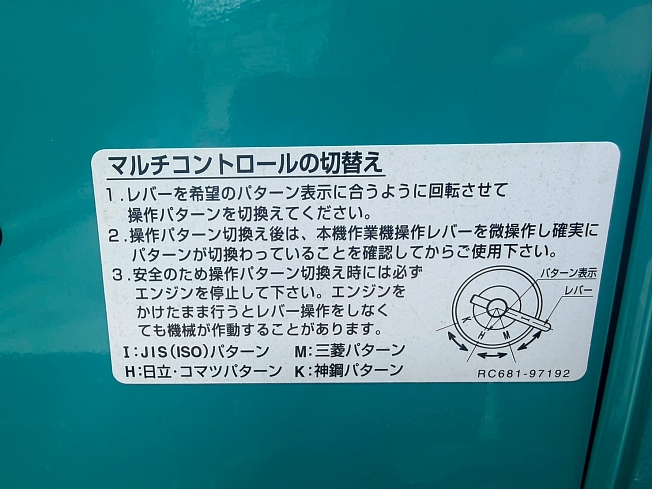 マルチコントロールの切替え
1.レバーを希望のパターン表示に合うように回転させて
操作パターンを切換えてください。
2.操作パターン切換え後は、本機作業機操作レバーを微操作し確実に
パターンが切換わっていることを確認してからご使用下さい。
3.安全のため操作パターン切換え時には必ず
エンジンを停止して下さい。エンジンを
かけたまま行うとレバー操作をしなく
ても機械が作動することがあります。
パターン表示
レバー
K H M I
I:JIS(ISO)パターン M:三菱パターン
H:日立・コマツパターン K:神鋼パターン
RC681-97192